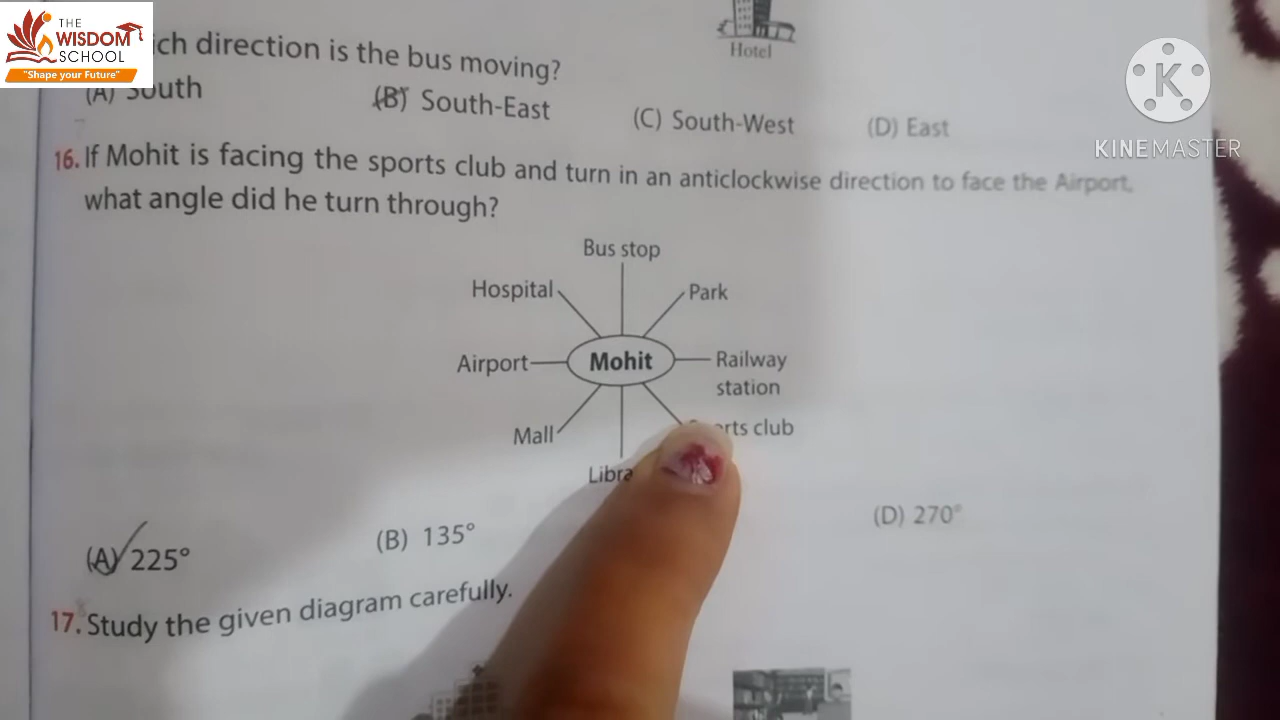 THE
WISDOM
SCHOOL
"Shape your Future"
ich direction is the bus moving?
Hotel
(A) South
(B) South-East
(C) South-West
(D) East
KINEMASTER
16. If Mohit is facing the sports club and turn in an anticlockwise direction to face the Airport,
what angle did he turn through?
Bus stop
Hospital
Park
Airport
Mohit
Railway
station
rts club
Mall
Libra
(A) 225°
(B) 135°
(D) 270°
17. Study the given diagram carefully.